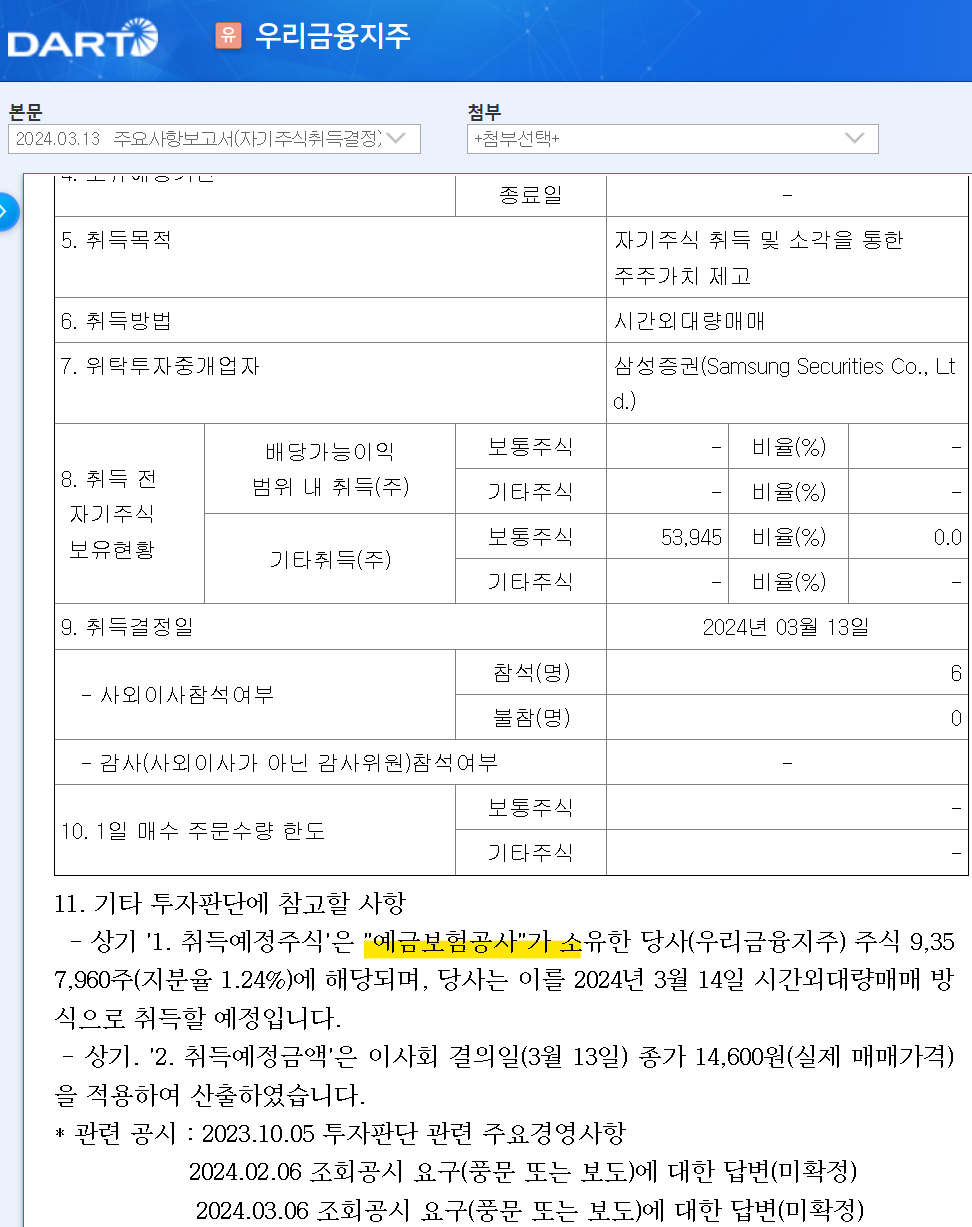 DART
유 우리금융지주
본문
첨부
2024.03.13 주요사항보고서(자기주식취득결정)
+첨부선택+
종료일 -
5. 취득목적
자기주식 취득 및 소각을 통한
주주가치 제고
6. 취득방법 시간외대량매매
7. 위탁투자중개업자
삼성증권(Samsung Securities Co., Lt
d.)
8. 취득 전
자기주식
보유현황
배당가능이익
범위 내 취득(주)
보통주식 - 비율(%) -
기타주식 - 비율(%) -
기타취득(주)
보통주식 53,945 비율(%) 0.0
기타주식 - 비율(%) -
9. 취득결정일 2024년 03월 13일
- 사외이사참석여부
참석(명) 6
불참(명) 0
- 감사(사외이사가 아닌 감사위원)참석여부 -
10. 1일 매수 주문수량 한도
보통주식 -
기타주식 -
11. 기타 투자판단에 참고할 사항
- 상기 '1. 취득예정주식'은 "예금보험공사"가 소유한 당사(우리금융지주) 주식 9,35
7,960주(지분율 1.24%)에 해당되며, 당사는 이를 2024년 3월 14일 시간외대량매매 방
식으로 취득할 예정입니다.
- 상기. '2. 취득예정금액'은 이사회 결의일(3월 13일) 종가 14,600원(실제 매매가격)
을 적용하여 산출하였습니다.
* 관련 공시 : 2023.10.05 투자판단 관련 주요경영사항
2024.02.06 조회공시 요구(풍문 또는 보도)에 대한 답변(미확정)
2024.03.06 조회공시 요구(풍문 또는 보도)에 대한 답변(미확정)